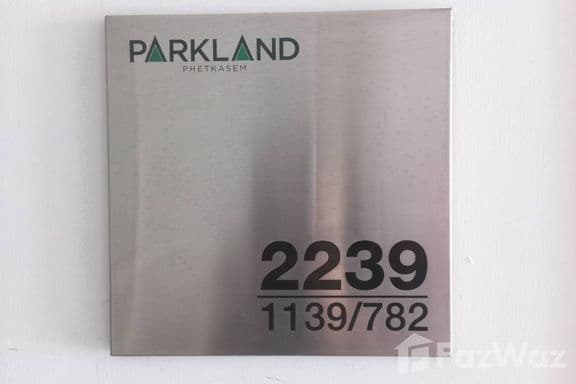 PARKLAND
PHETKASEM
2239
1139/782
FazWaz